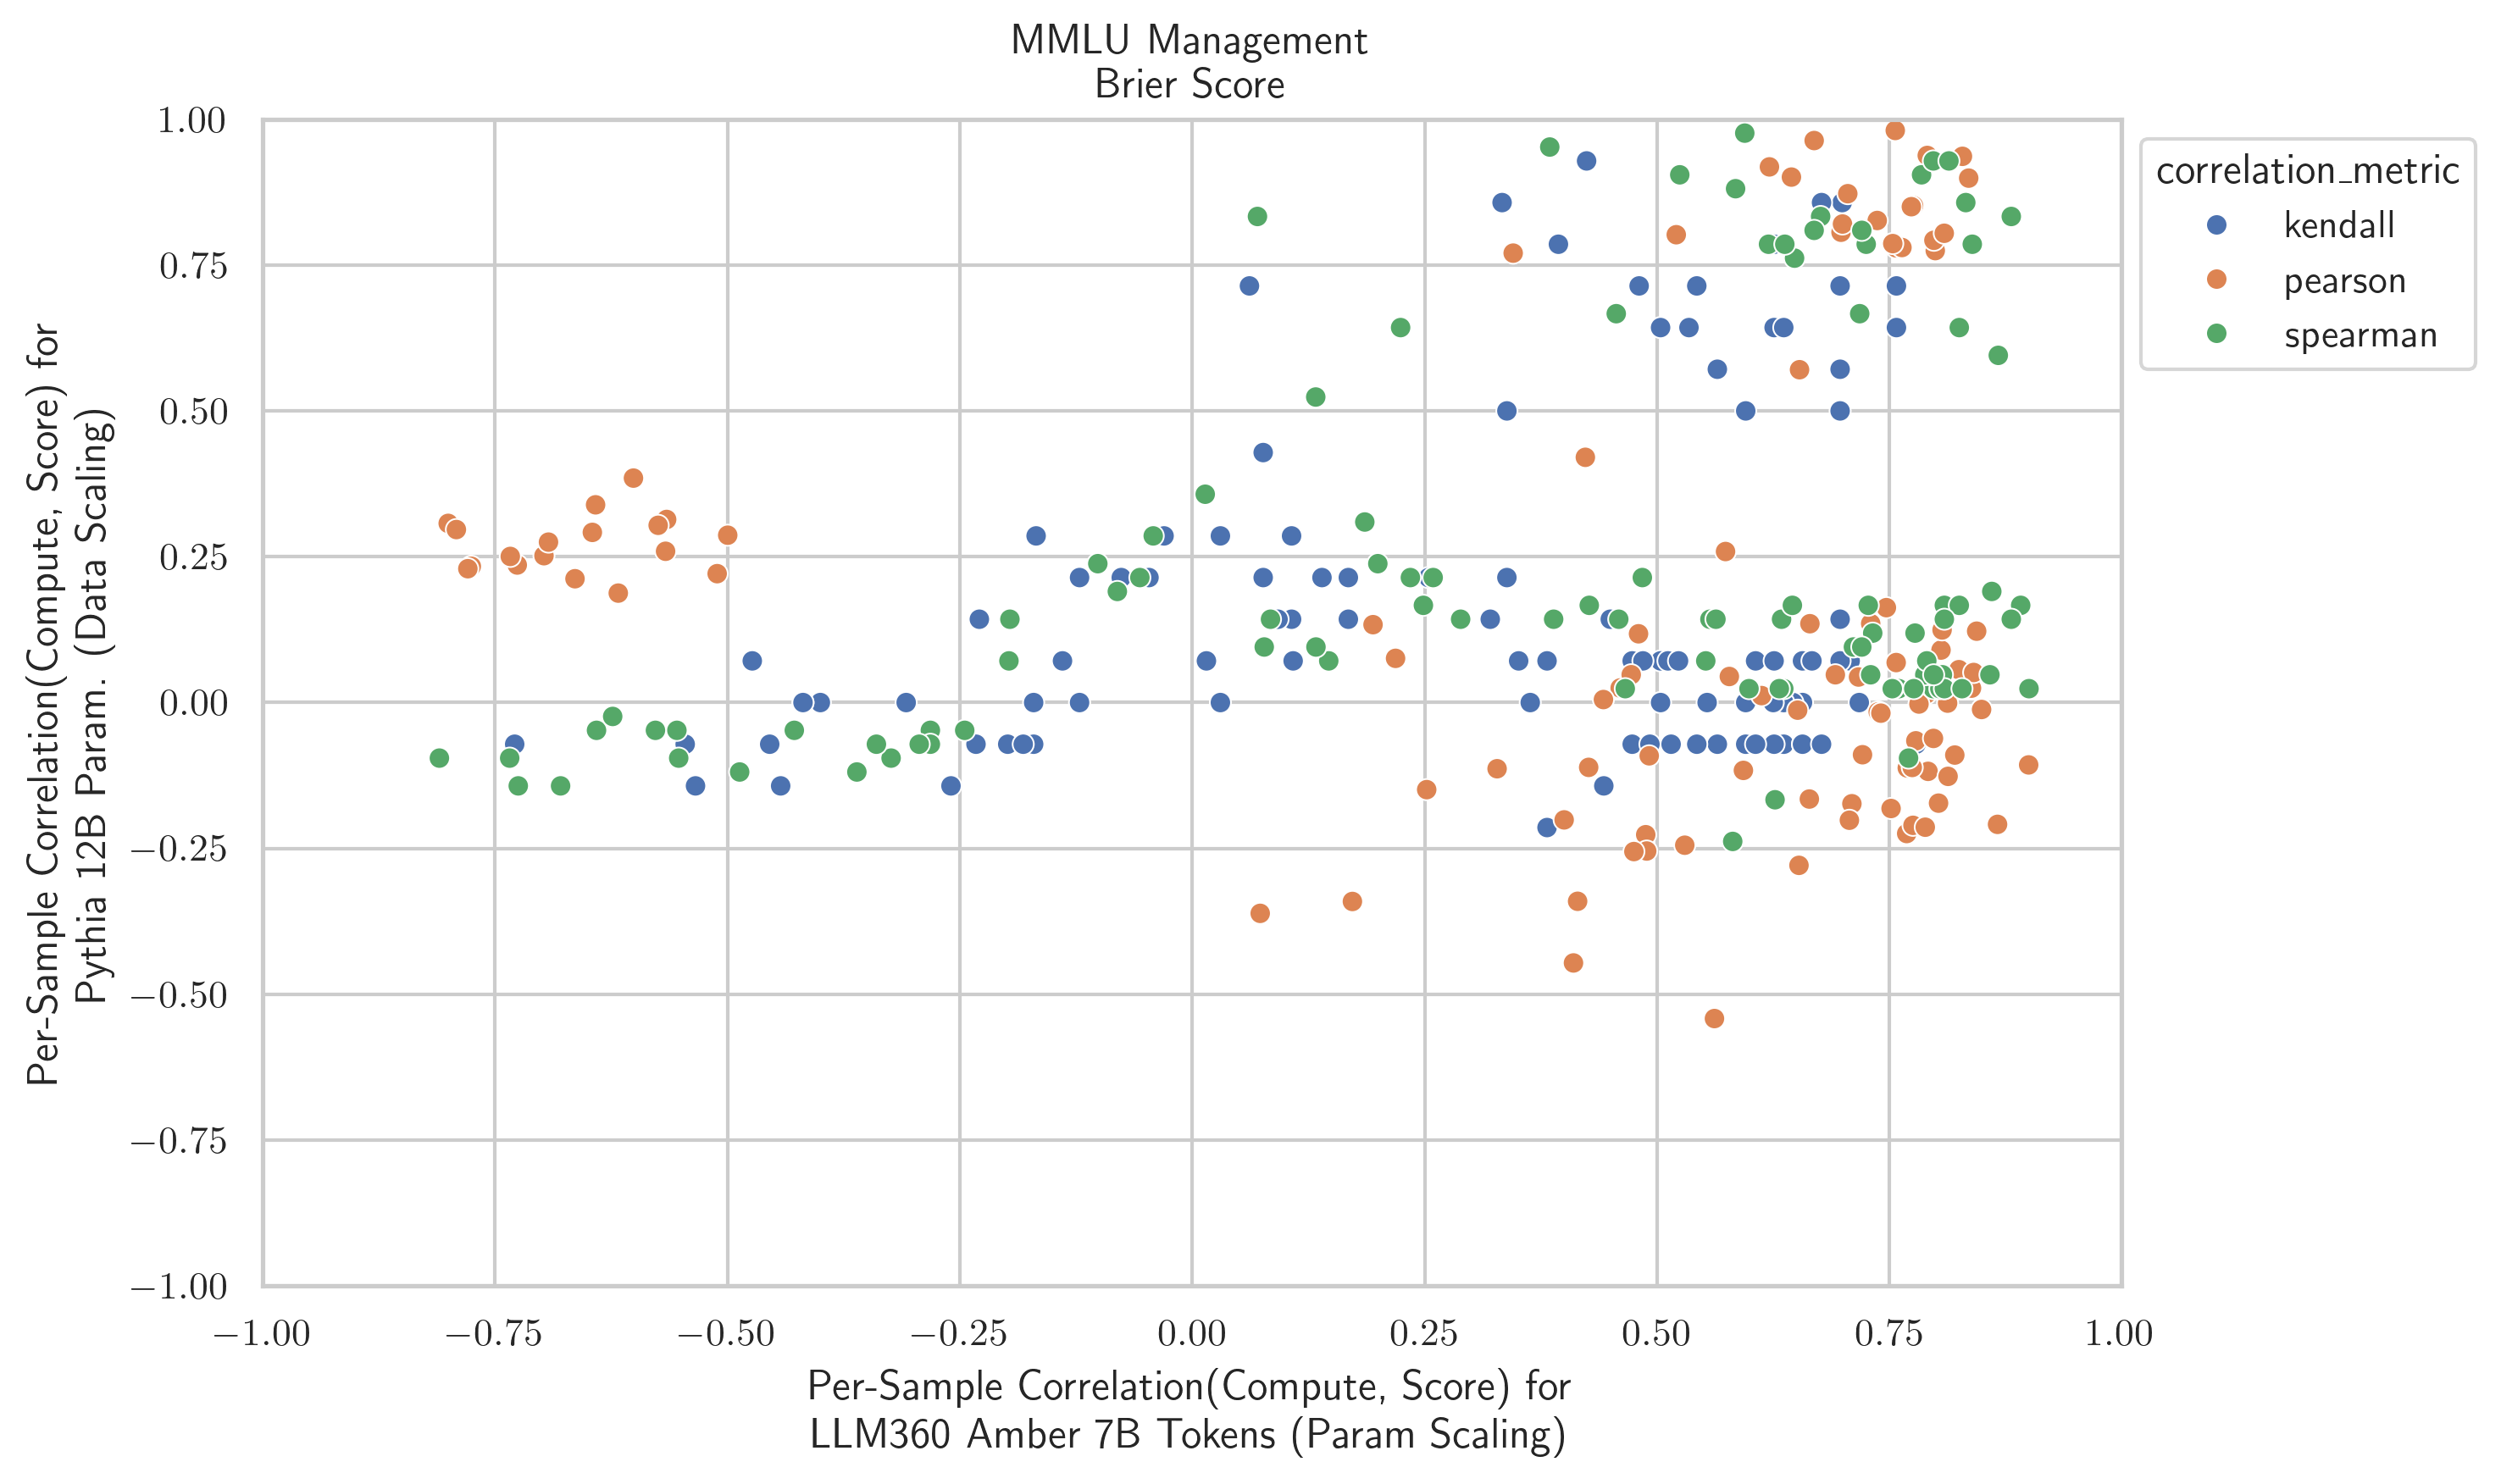 MMLU Management
Brier Score
Per-Sample Correlation(Compute, Score) for
Pythia 12B Param. (Data Scaling)
1.00
0.75
0.50
0.25
0.00
−0.25
−0.50
−0.75
−1.00
−1.00 −0.75 −0.50 −0.25 0.00 0.25 0.50 0.75 1.00
Per-Sample Correlation(Compute, Score) for
LLM360 Amber 7B Tokens (Param Scaling)
correlation_metric
kendall
pearson
spearman